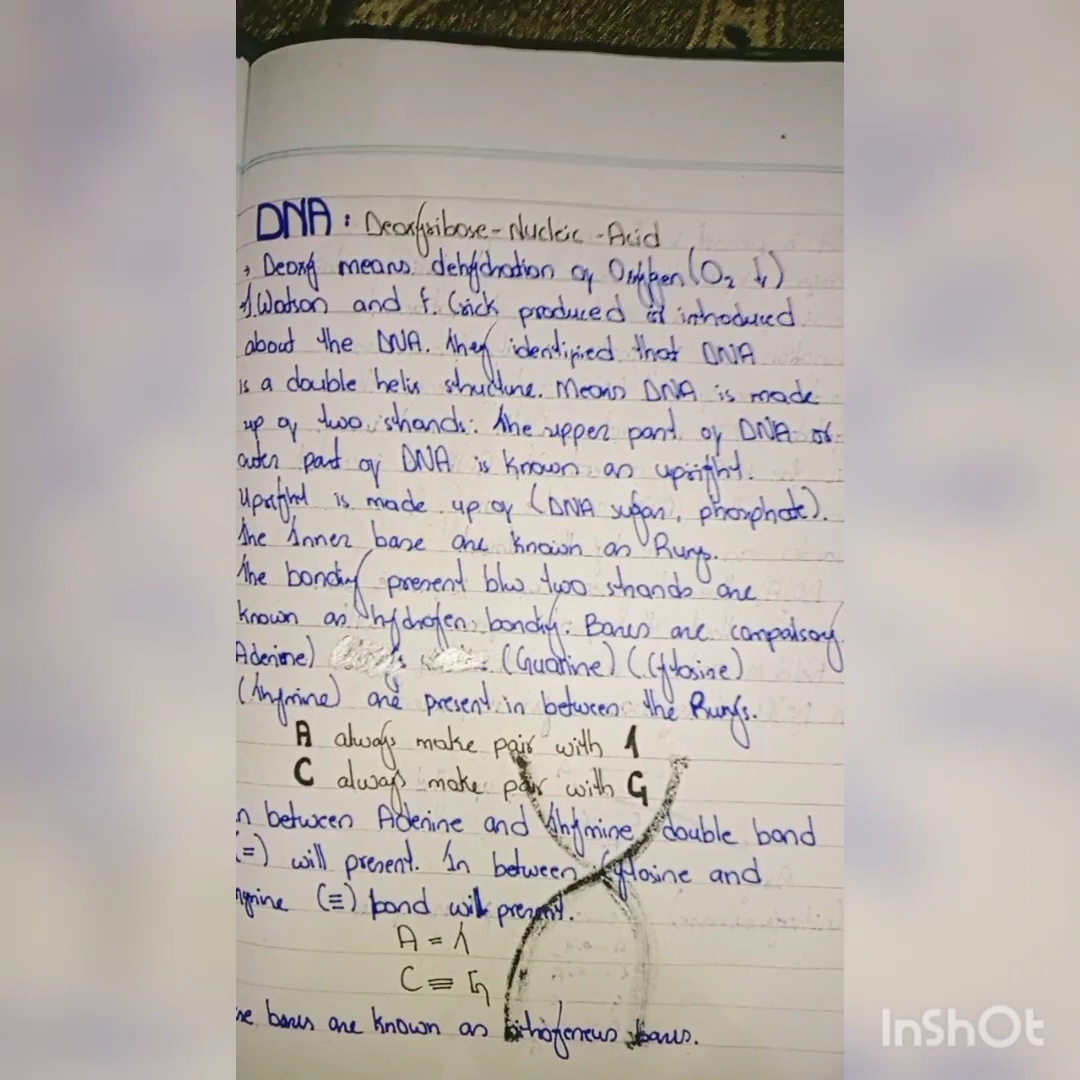 DNA : Deoxyribose-Nucleic-Acid
→ Deoxy means dehydration of Oxygen (O₂ ↓)
J. Watson and F. Crick produced introduced
about the DNA. They identified that DNA
is a double helix structure. Means DNA is made
up of two strands. The upper part of DNA or
outer part of DNA is known as upright.
Upright is made up of (DNA sugar, phosphate).
The Inner base are known as Rungs.
The bonding present b/w two strands are
known as hydrogen bonding. Bases are compalsory
Adenine) (Guanine) (Cytosine)
(Thymine) are present in between the Rungs.
A always make pair with T
C always make pair with G
n between Adenine and Thymine double bond
(=) will present. In between Cytosine and
(≡) bond will present.
A = T
C ≡ G
se bases are known as bases.
InShOt